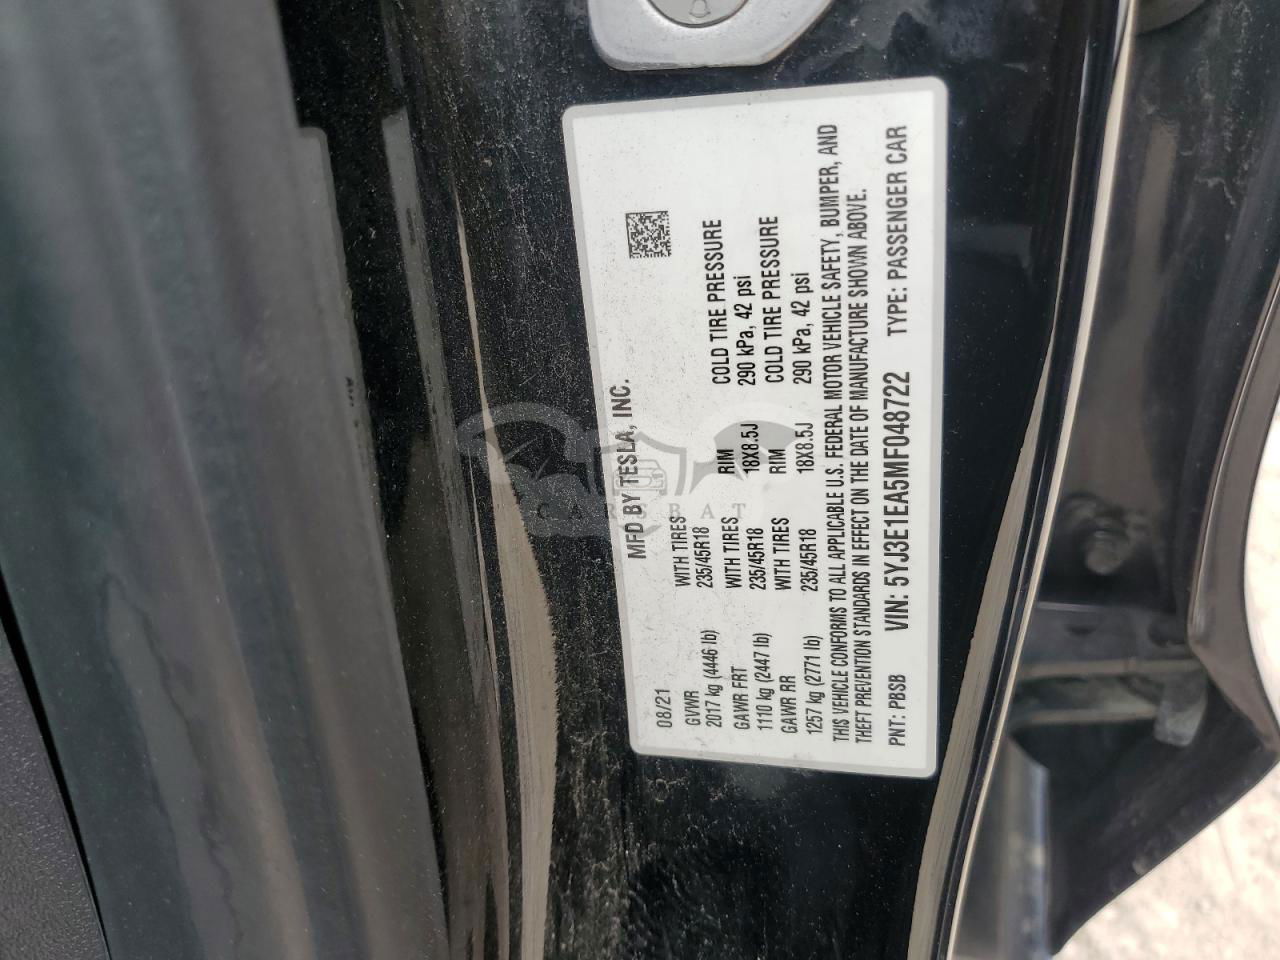 MFD BY TESLA, INC.
08/21
GVWR
2017 kg (4446 lb)
WITH TIRES
235/45R18
RIM
COLD TIRE PRESSURE
GAWR FRT
1110 kg (2447 lb)
WITH TIRES
235/45R18
18X8.5J
290 kPa, 42 psi
RIM
COLD TIRE PRESSURE
GAWR RR
1257 kg (2771 lb)
WITH TIRES
235/45R18
18X8.5J
290 kPa, 42 psi
THIS VEHICLE CONFORMS TO ALL APPLICABLE U.S. FEDERAL MOTOR VEHICLE SAFETY, BUMPER, AND
THEFT PREVENTION STANDARDS IN EFFECT ON THE DATE OF MANUFACTURE SHOWN ABOVE.
PNT: PBSB VIN: 5YJ3E1EA5MF048722 TYPE: PASSENGER CAR
CARSBAT